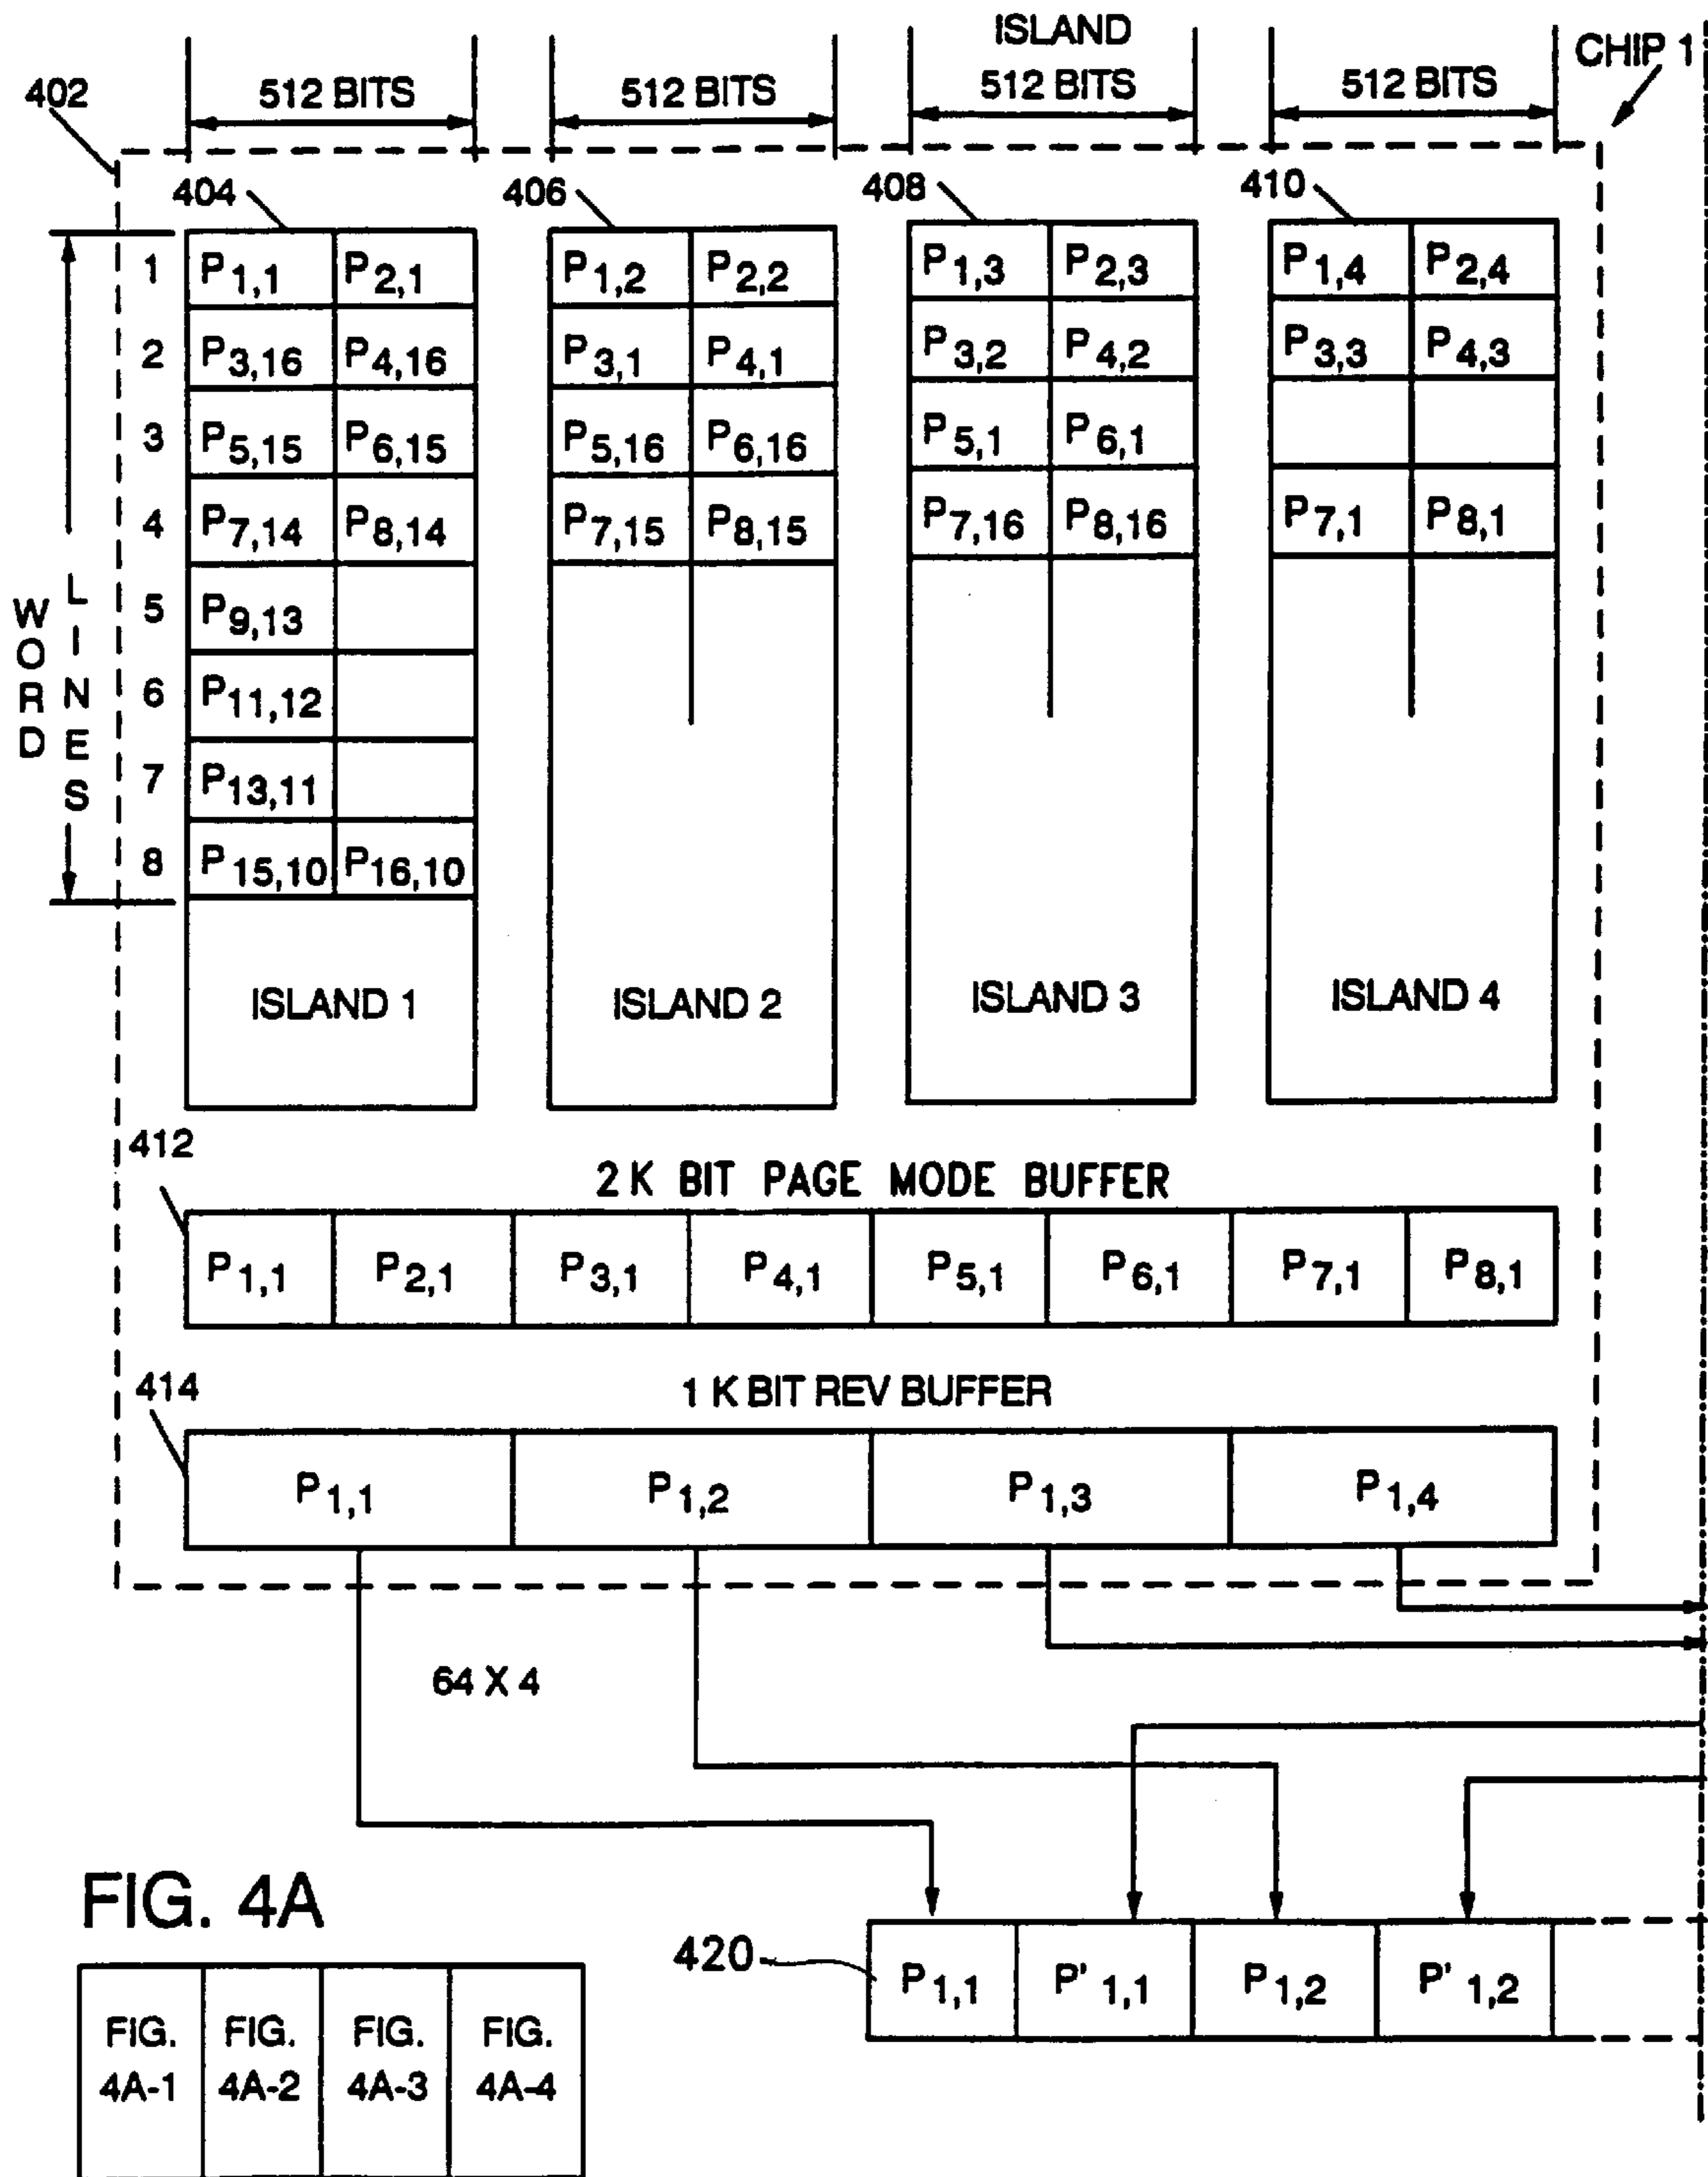 ISLAND
CHIP 1
512 BITS 512 BITS 512 BITS 512 BITS
402
404 406 408 410
WORD LINES
1 P1,1 P2,1 P1,2 P2,2 P1,3 P2,3 P1,4 P2,4
2 P3,16 P4,16 P3,1 P4,1 P3,2 P4,2 P3,3 P4,3
3 P5,15 P6,15 P5,16 P6,16 P5,1 P6,1
4 P7,14 P8,14 P7,15 P8,15 P7,16 P8,16 P7,1 P8,1
5 P9,13
6 P11,12
7 P13,11
8 P15,10 P16,10
ISLAND 1 ISLAND 2 ISLAND 3 ISLAND 4
412
2 K BIT PAGE MODE BUFFER
P1,1 P2,1 P3,1 P4,1 P5,1 P6,1 P7,1 P8,1
414
1 K BIT REV BUFFER
P1,1 P1,2 P1,3 P1,4
64 X 4
420
P1,1 P'1,1 P1,2 P'1,2
FIG. 4A
FIG. 4A-1
FIG. 4A-2
FIG. 4A-3
FIG. 4A-4